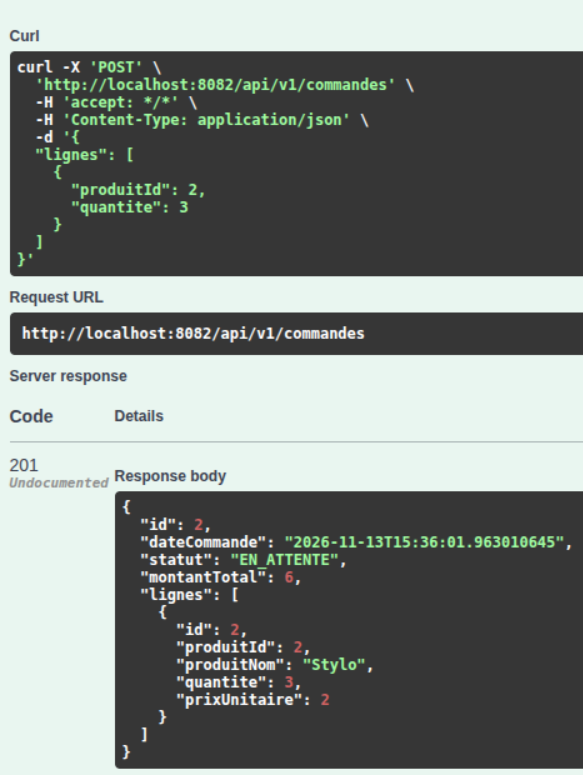 Curl
curl -X 'POST' \
  'http://localhost:8082/api/v1/commandes' \
  -H 'accept: */*' \
  -H 'Content-Type: application/json' \
  -d '{
  "lignes": [
    {
      "produitId": 2,
      "quantite": 3
    }
  ]
}'
Request URL
http://localhost:8082/api/v1/commandes
Server response
Code Details
201
Undocumented Response body
{
  "id": 2,
  "dateCommande": "2026-11-13T15:36:01.963010645",
  "statut": "EN_ATTENTE",
  "montantTotal": 6,
  "lignes": [
    {
      "id": 2,
      "produitId": 2,
      "produitNom": "Stylo",
      "quantite": 3,
      "prixUnitaire": 2
    }
  ]
}